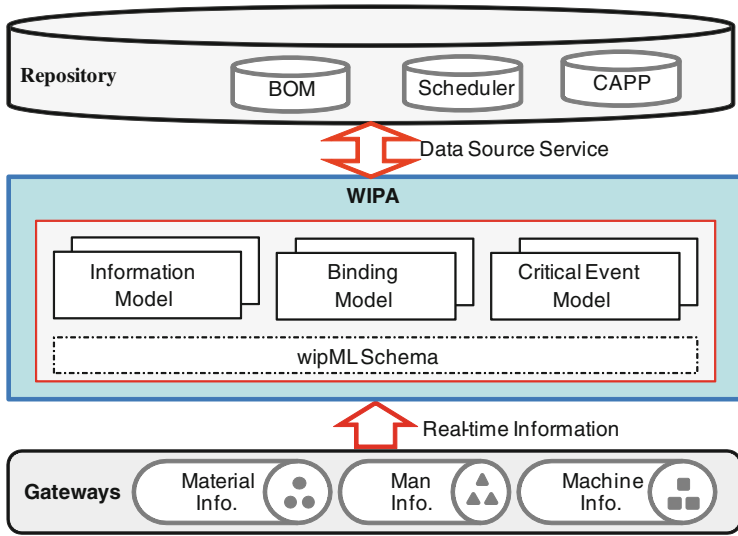 Repository
BOM
Scheduler
CAPP
Data Source Service
WIPA
Information
Model
Binding
Model
Critical Event
Model
wipML Schema
Real-time Information
Gateways
Material
Info.
Man
Info.
Machine
Info.